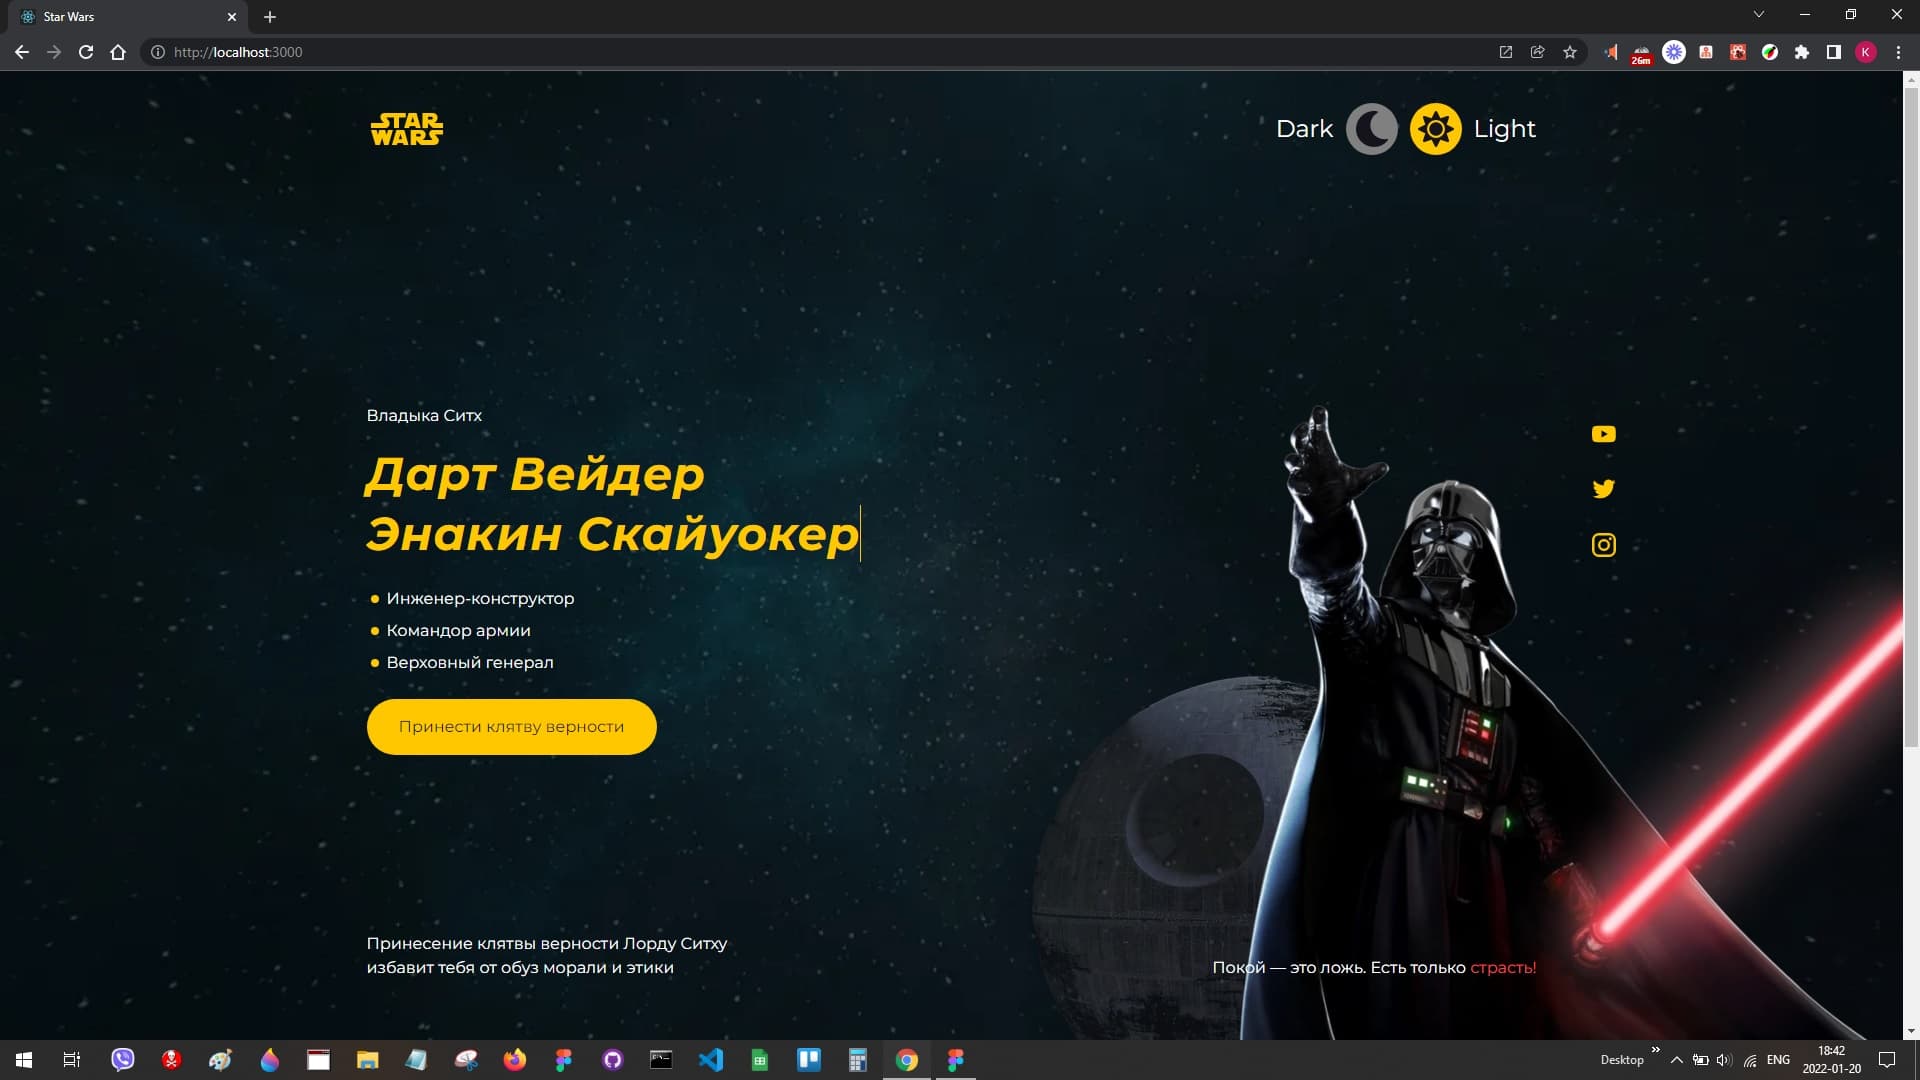 Star Wars
http://localhost:3000
26m
K
STAR
WARS
Dark
Light
Владыка Ситх
Дарт Вейдер
Энакин Скайуокер
Инженер-конструктор
Командор армии
Верховный генерал
Принести клятву верности
Принесение клятвы верности Лорду Ситху
избавит тебя от обуз морали и этики
Покой — это ложь. Есть только страсть!
Desktop
ENG
18:42
2022-01-20